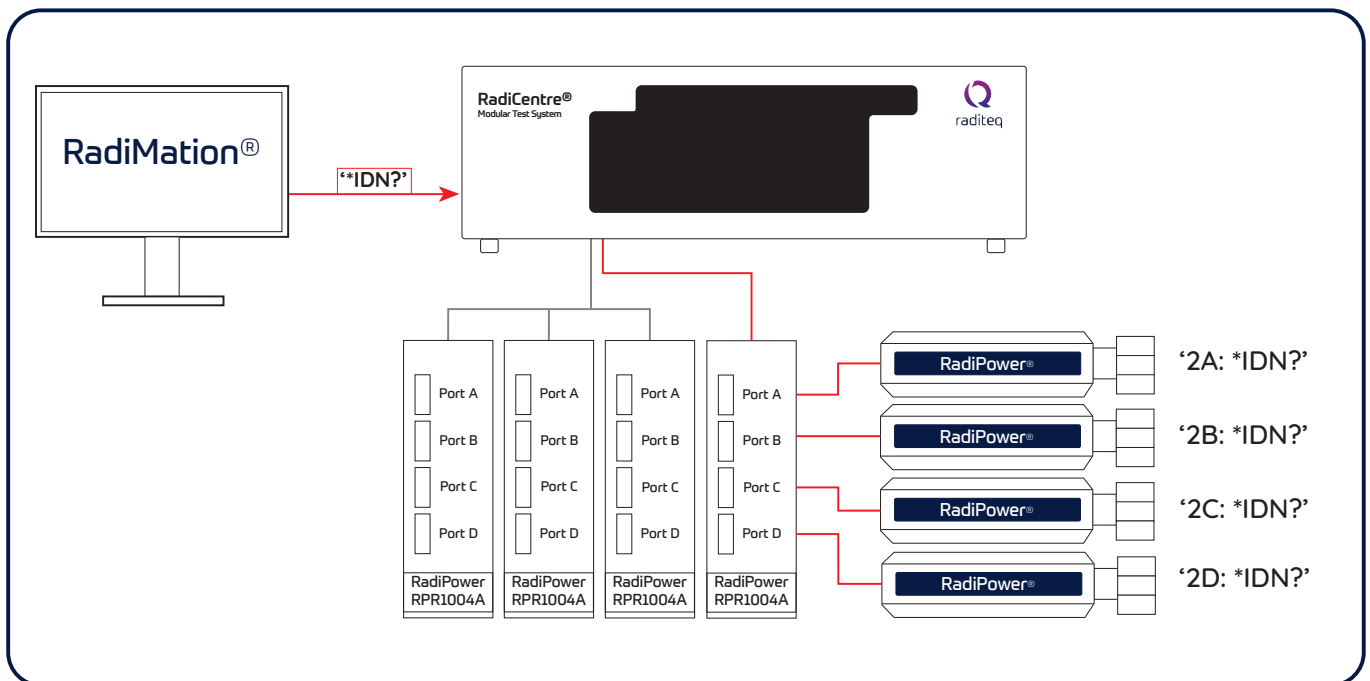 RadiMation®
‘*IDN?’
RadiCentre®
Modular Test System
raditeq
Port A
Port B
Port C
Port D
RadiPower
RPR1004A
Port A
Port B
Port C
Port D
RadiPower
RPR1004A
Port A
Port B
Port C
Port D
RadiPower
RPR1004A
Port A
Port B
Port C
Port D
RadiPower
RPR1004A
RadiPower®
‘2A: *IDN?’
RadiPower®
‘2B: *IDN?’
RadiPower®
‘2C: *IDN?’
RadiPower®
‘2D: *IDN?’